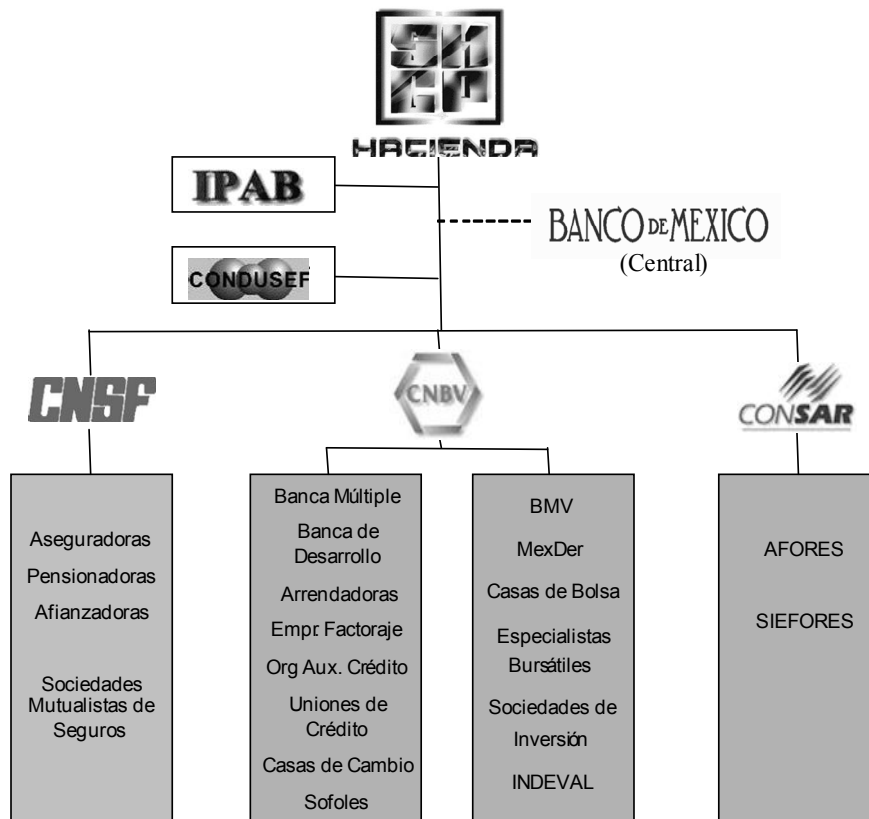 SHCP
HACIENDA
IPAB
BANCO DE MEXICO
(Central)
CONDUSEF
CNSF
CNBV
CONSAR
Aseguradoras
Pensionadoras
Afianzadoras
Sociedades
Mutualistas de
Seguros
Banca Múltiple
Banca de
Desarrollo
Arrendadoras
Empr. Factoraje
Org Aux. Crédito
Uniones de
Crédito
Casas de Cambio
Sofoles
BMV
MexDer
Casas de Bolsa
Especialistas
Bursátiles
Sociedades de
Inversión
INDEVAL
AFORES
SIEFORES